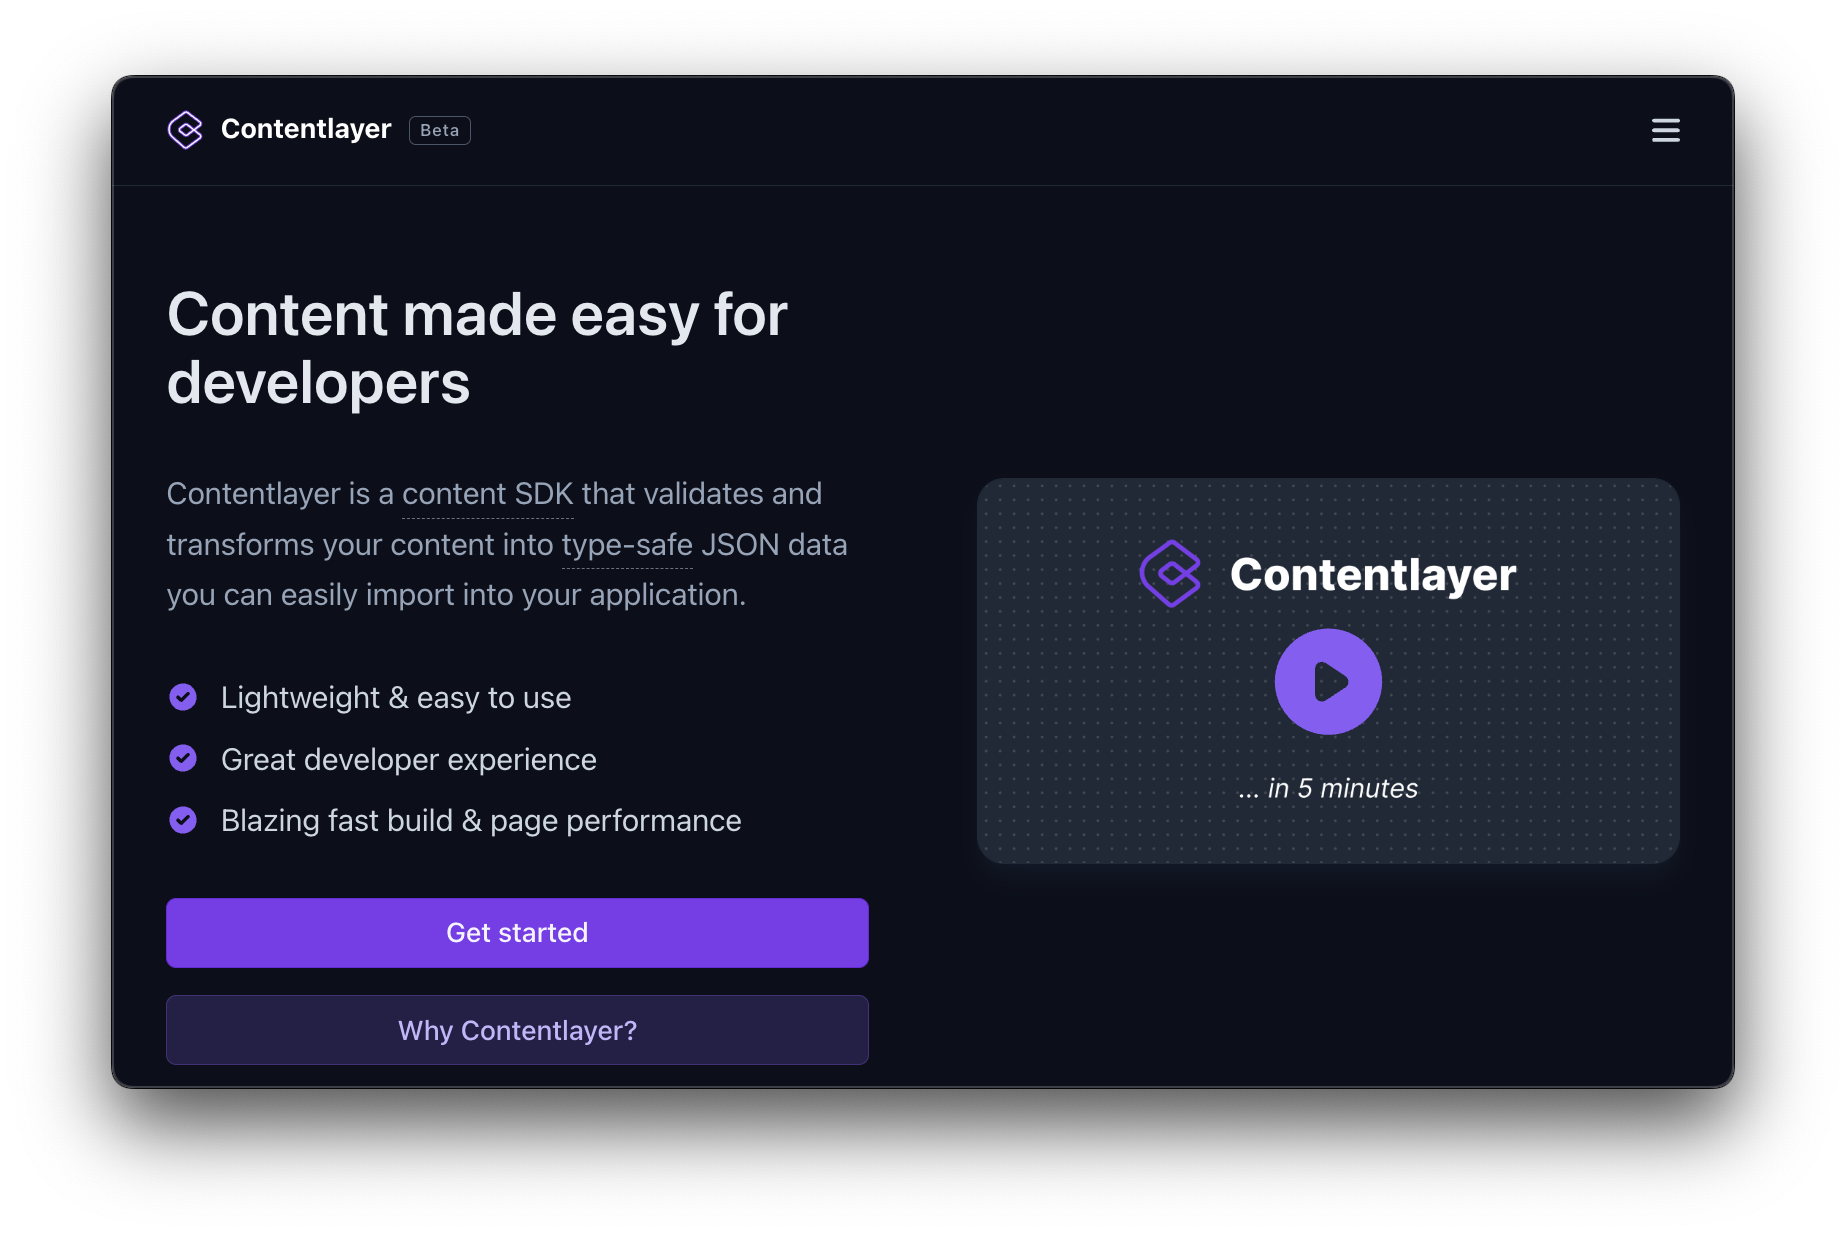 Contentlayer Beta
Content made easy for
developers
Contentlayer is a content SDK that validates and
transforms your content into type-safe JSON data
you can easily import into your application.
Lightweight & easy to use
Great developer experience
Blazing fast build & page performance
Get started
Why Contentlayer?
Contentlayer
... in 5 minutes